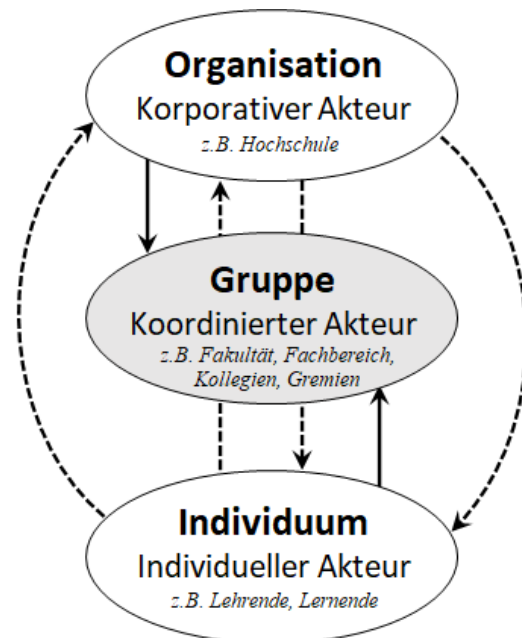 Organisation
Korporativer Akteur
z.B. Hochschule
Gruppe
Koordinierter Akteur
z.B. Fakultät, Fachbereich,
Kollegien, Gremien
Individuum
Individueller Akteur
z.B. Lehrende, Lernende